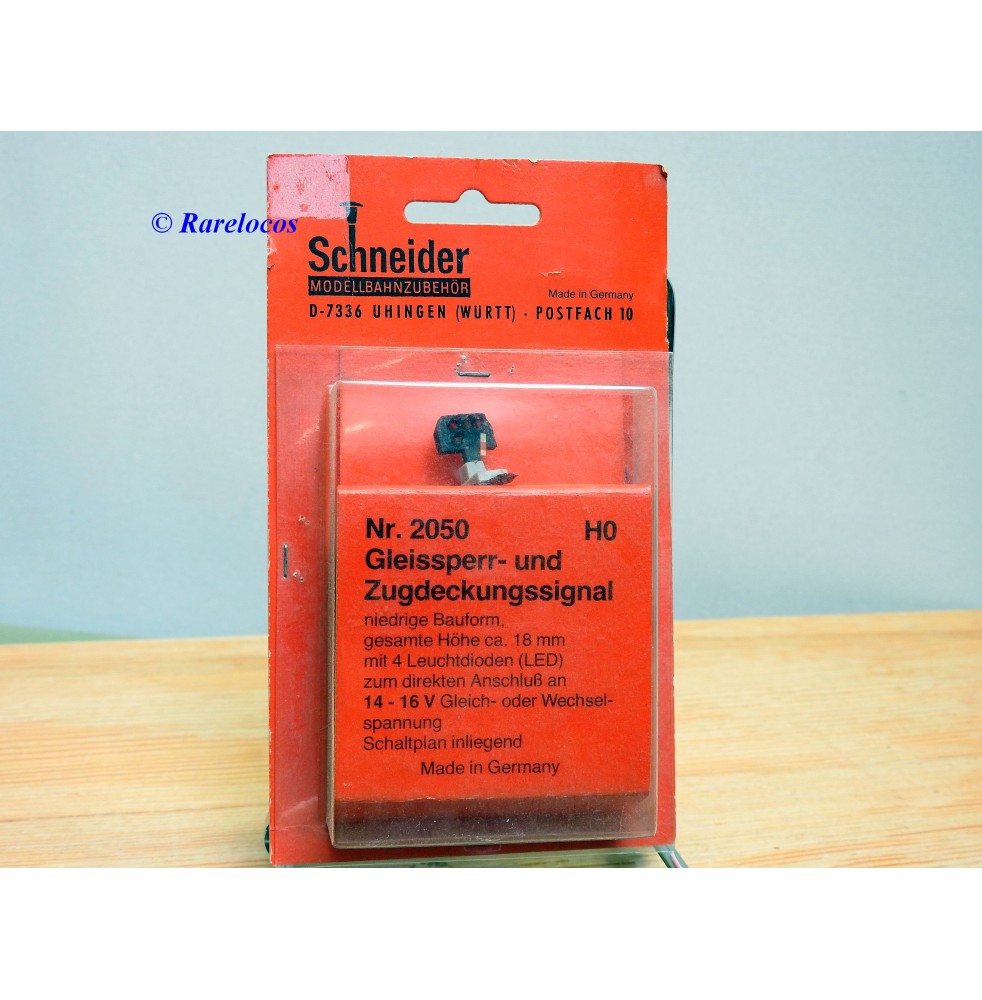 © Rarelocos
Schneider
MODELLBAHNZUBEHÖR
Made in Germany
D-7336 UHINGEN (WURTT) · POSTFACH 10
Nr. 2050 H0
Gleissperr- und
Zugdeckungssignal
niedrige Bauform,
gesamte Höhe ca. 18 mm
mit 4 Leuchtdioden (LED)
zum direkten Anschluß an
14 - 16 V Gleich- oder Wechsel-
spannung
Schaltplan inliegend
Made in Germany